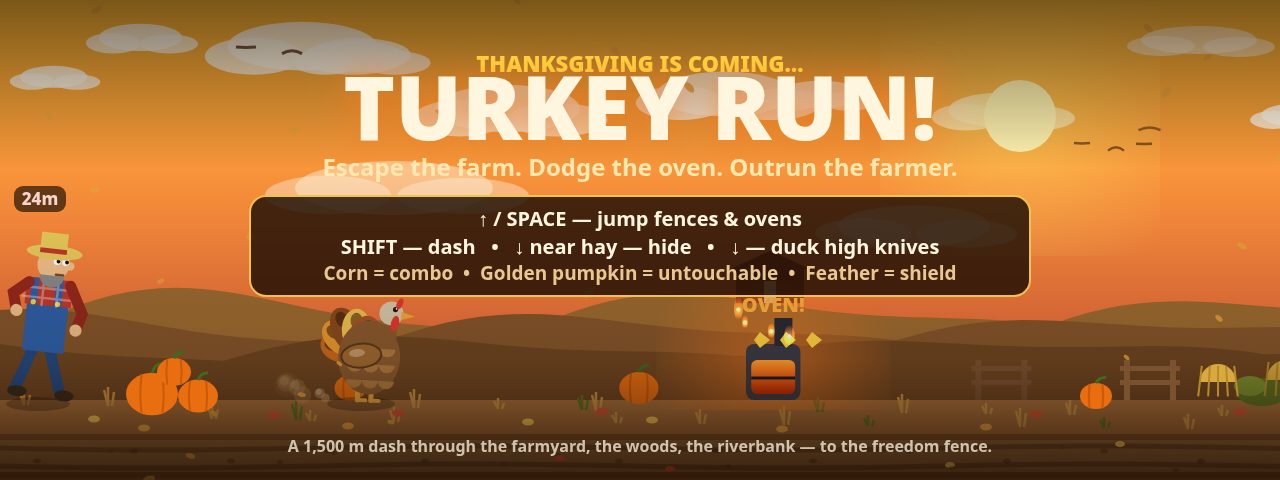 THANKSGIVING IS COMING...
TURKEY RUN!
Escape the farm. Dodge the oven. Outrun the farmer.
24m
↑ / SPACE — jump fences & ovens
SHIFT — dash • ↓ near hay — hide • ↓ — duck high knives
Corn = combo • Golden pumpkin = untouchable • Feather = shield
OVEN!
A 1,500 m dash through the farmyard, the woods, the riverbank — to the freedom fence.